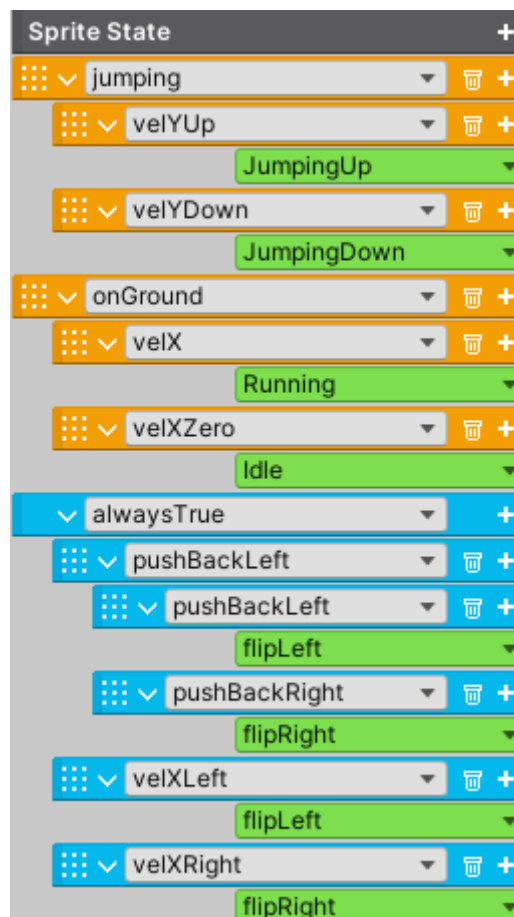 Sprite State
jumping
velYUp
JumpingUp
velYDown
JumpingDown
onGround
velX
Running
velXZero
Idle
alwaysTrue
pushBackLeft
pushBackLeft
flipLeft
pushBackRight
flipRight
velXLeft
flipLeft
velXRight
flipRight